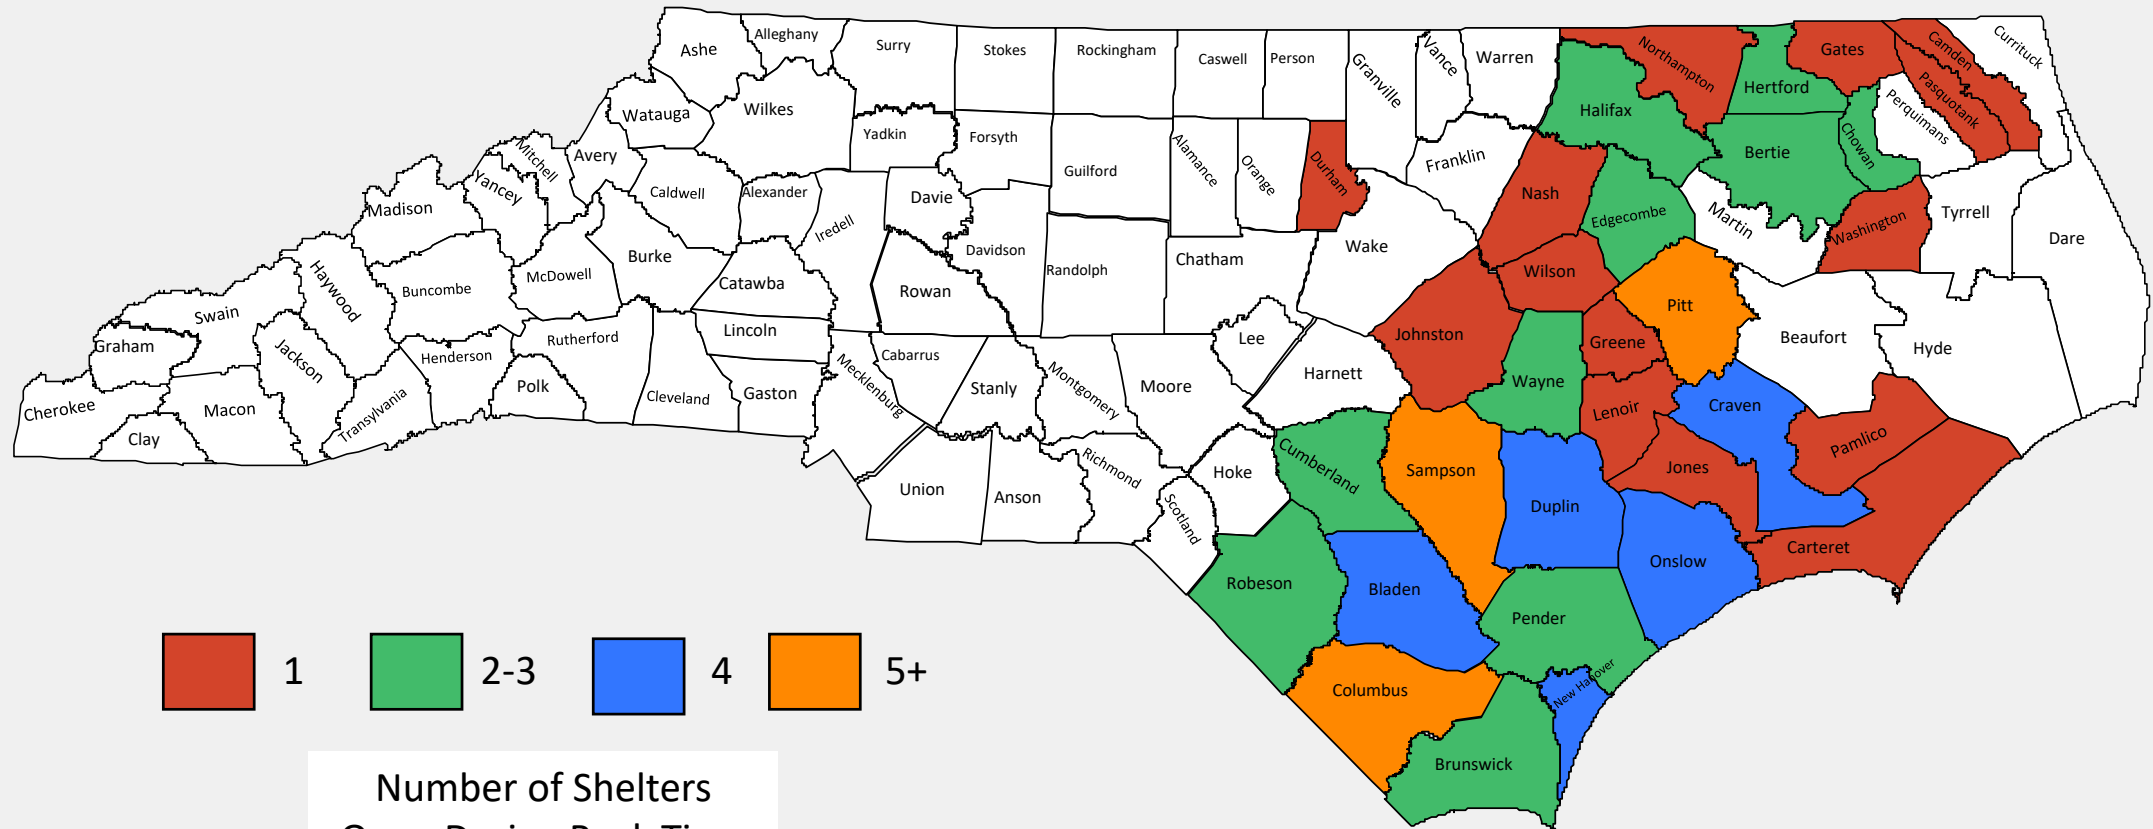 Ashe
Alleghany
Surry
Stokes
Rockingham
Caswell
Person
Granville
Vance
Warren
Northampton
Gates
Camden
Currituck
Watauga
Wilkes
Yadkin
Forsyth
Guilford
Alamance
Orange
Durham
Franklin
Halifax
Hertford
Pasquotank
Perquimans
Chowan
Bertie
Mitchell
Avery
Yancey
Caldwell
Alexander
Iredell
Davie
Davidson
Randolph
Chatham
Wake
Nash
Edgecombe
Martin
Washington
Tyrrell
Dare
Madison
Haywood
Buncombe
McDowell
Burke
Catawba
Rowan
Wilson
Pitt
Beaufort
Hyde
Swain
Graham
Jackson
Henderson
Rutherford
Lincoln
Cabarrus
Mecklenburg
Stanly
Montgomery
Moore
Lee
Harnett
Johnston
Greene
Wayne
Cherokee
Clay
Macon
Transylvania
Polk
Cleveland
Gaston
Lenoir
Craven
Pamlico
Union
Anson
Richmond
Scotland
Hoke
Cumberland
Sampson
Duplin
Jones
Carteret
Onslow
Robeson
Bladen
Pender
New Hanover
Columbus
Brunswick
1
2-3
4
5+
Number of Shelters